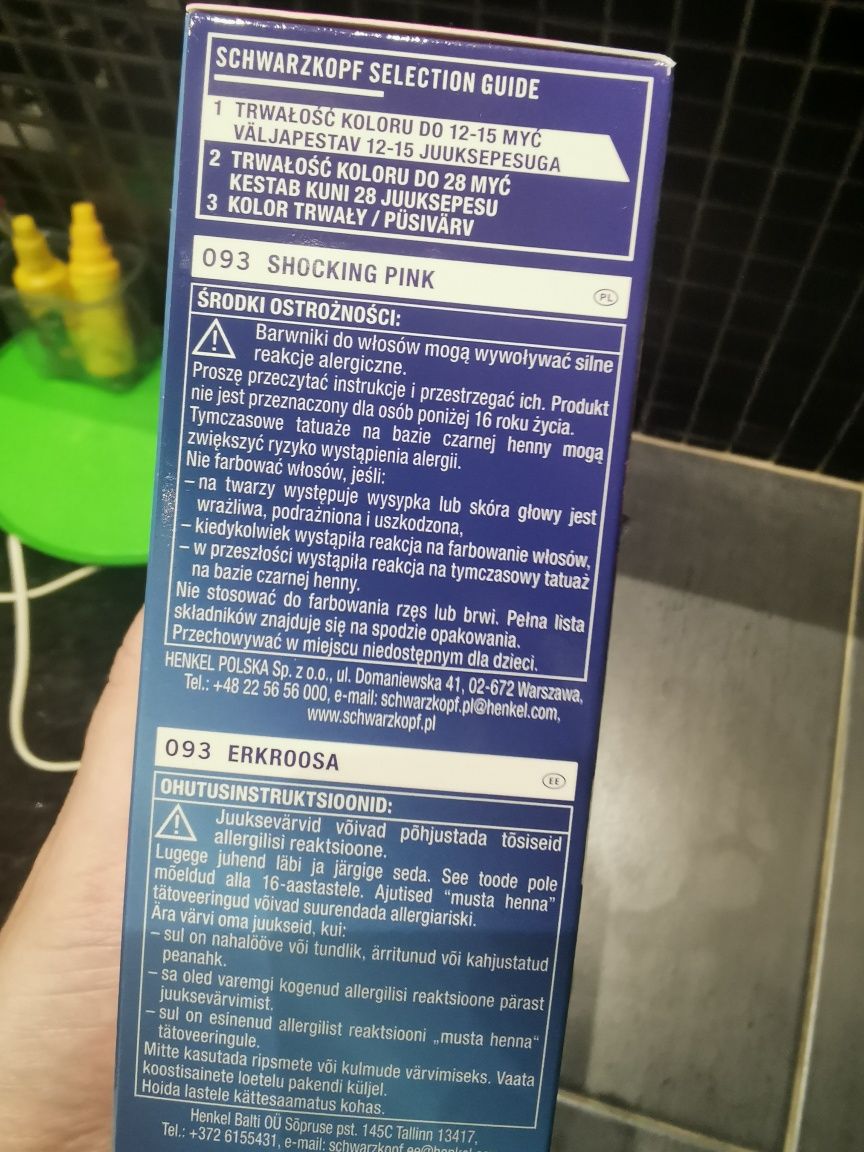 SCHWARZKOPF SELECTION GUIDE
1 TRWAŁOŚĆ KOLORU DO 12-15 MYĆ
VÄLJAPESTAV 12-15 JUUKSEPESUGA
2 TRWAŁOŚĆ KOLORU DO 28 MYĆ
KESTAB KUNI 28 JUUKSEPESU
3 KOLOR TRWAŁY / PÜSIVÄRV
093 SHOCKING PINK
PL
ŚRODKI OSTROŻNOŚCI:
Barwniki do włosów mogą wywoływać silne
reakcje alergiczne.
Proszę przeczytać instrukcje i przestrzegać ich. Produkt
nie jest przeznaczony dla osób poniżej 16 roku życia.
Tymczasowe tatuaże na bazie czarnej henny mogą
zwiększyć ryzyko wystąpienia alergii.
Nie farbować włosów, jeśli:
– na twarzy występuje wysypka lub skóra głowy jest
wrażliwa, podrażniona i uszkodzona,
– kiedykolwiek wystąpiła reakcja na farbowanie włosów,
– w przeszłości wystąpiła reakcja na tymczasowy tatuaż
na bazie czarnej henny.
Nie stosować do farbowania rzęs lub brwi. Pełna lista
składników znajduje się na spodzie opakowania.
Przechowywać w miejscu niedostępnym dla dzieci.
HENKEL POLSKA Sp. z o.o., ul. Domaniewska 41, 02-672 Warszawa,
Tel.: +48 22 56 56 000, e-mail: schwarzkopf.pl@henkel.com,
www.schwarzkopf.pl
093 ERKROOSA
EE
OHUTUSINSTRUKTSIOONID:
Juuksevärvid võivad põhjustada tõsiseid
allergilisi reaktsioone.
Lugege juhend läbi ja järgige seda. See toode pole
mõeldud alla 16-aastastele. Ajutised “musta henna”
tätoveeringud võivad suurendada allergiariski.
Ära värvi oma juukseid, kui:
– sul on nahalööve või tundlik, ärritunud või kahjustatud
peanahk.
– sa oled varemgi kogenud allergilisi reaktsioone pärast
juuksevärvimist.
– sul on esinenud allergilist reaktsiooni „musta henna“
tätoveeringule.
Mitte kasutada ripsmete või kulmude värvimiseks. Vaata
koostisainete loetelu pakendi küljel.
Hoida lastele kättesaamatus kohas.
Henkel Balti OÜ Sõpruse pst. 145C Tallinn 13417,
Tel.: +372 6155431, e-mail: